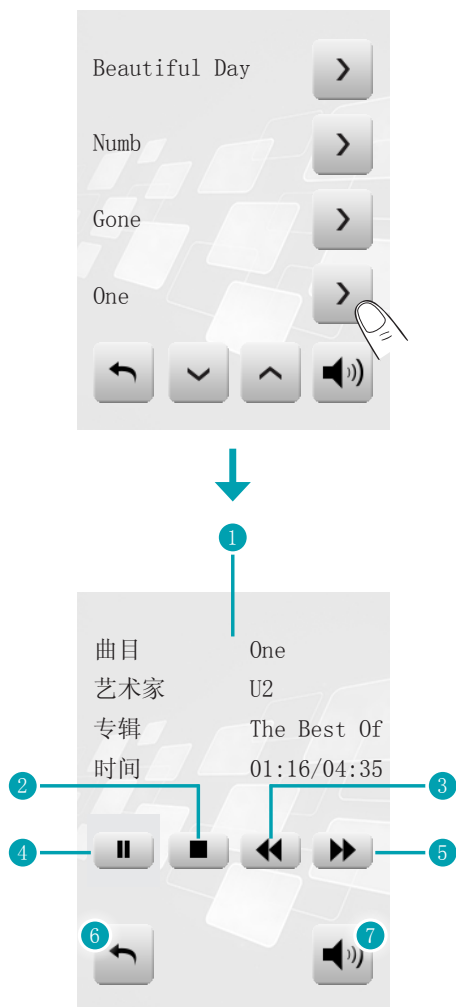 Beautiful Day
Numb
Gone
One
1
曲目 One
艺术家 U2
专辑 The Best Of
时间 01:16/04:35
2 3
4 5
6 7